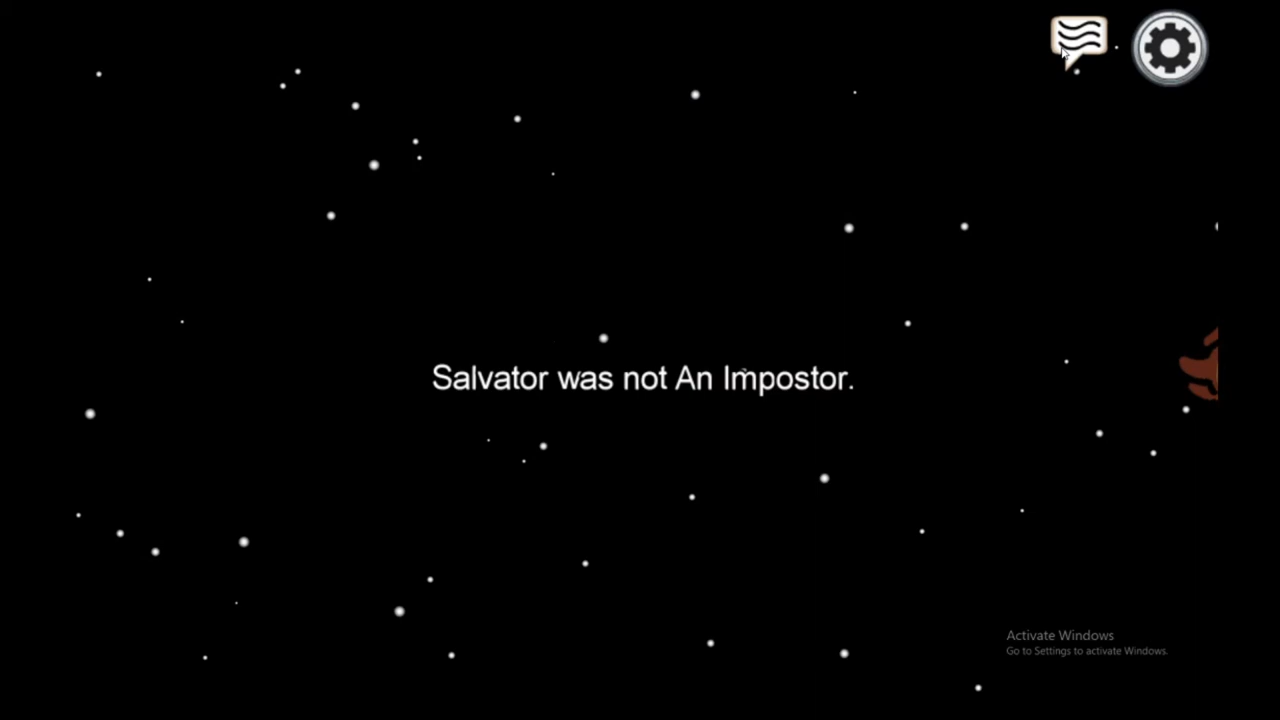 Salvator was not An Impostor.
Activate Windows
Go to Settings to activate Windows.